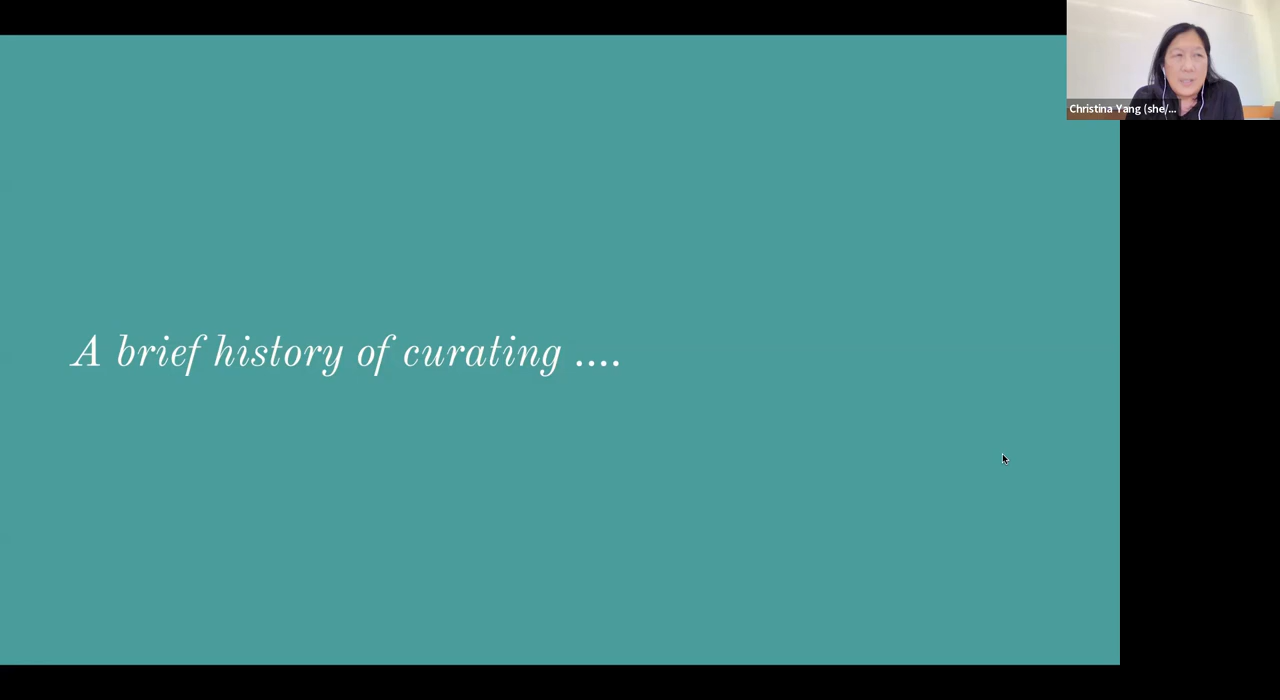 Christina Yang (she/...
A brief history of curating ....